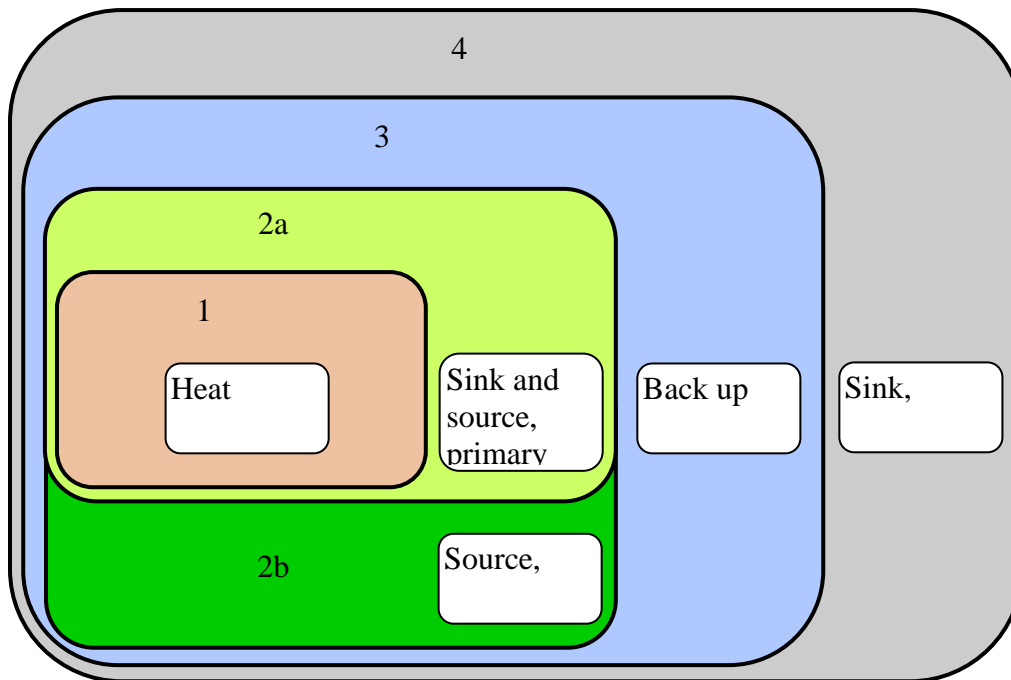 4
3
2a
1
Heat
Sink and
source,
primary
Back up
Sink,
2b
Source,